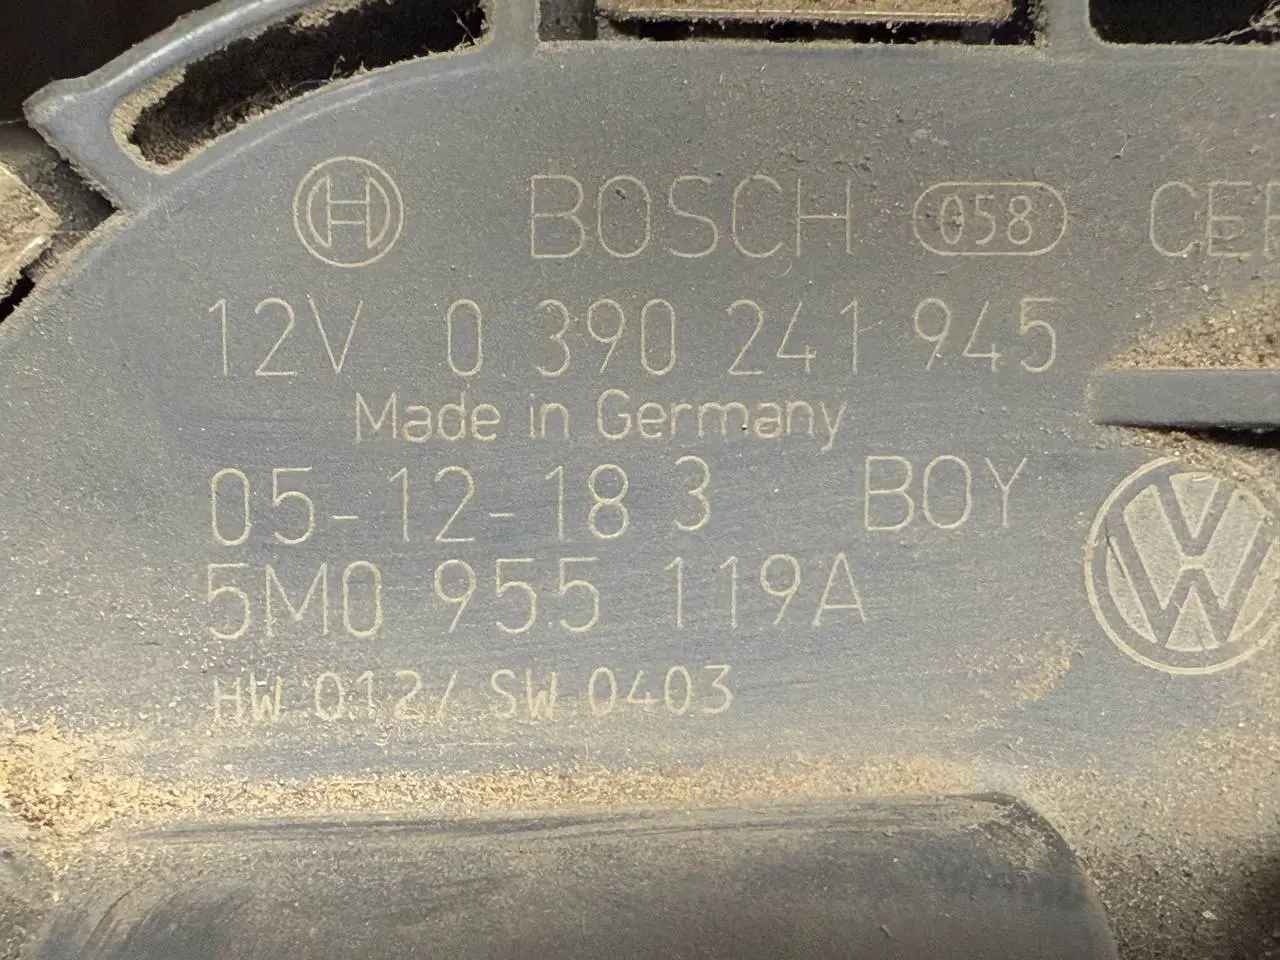 BOSCH 058 CE
12V 0 390 241 945
Made in Germany
05-12-18 3 BOY
5M0 955 119A
HW 012/ SW 0403